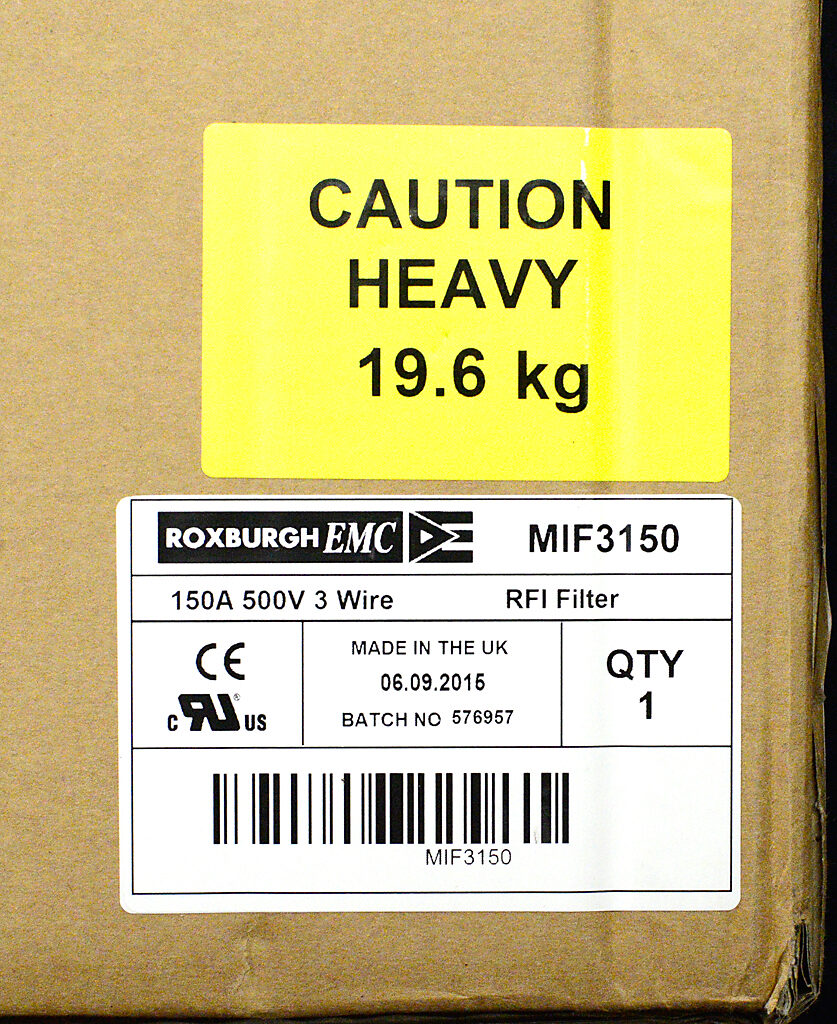 CAUTION
HEAVY
19.6 kg
ROXBURGH EMC MIF3150
150A 500V 3 Wire RFI Filter
CE
MADE IN THE UK
06.09.2015
BATCH NO 576957
c RU ® US
QTY
1
MIF3150